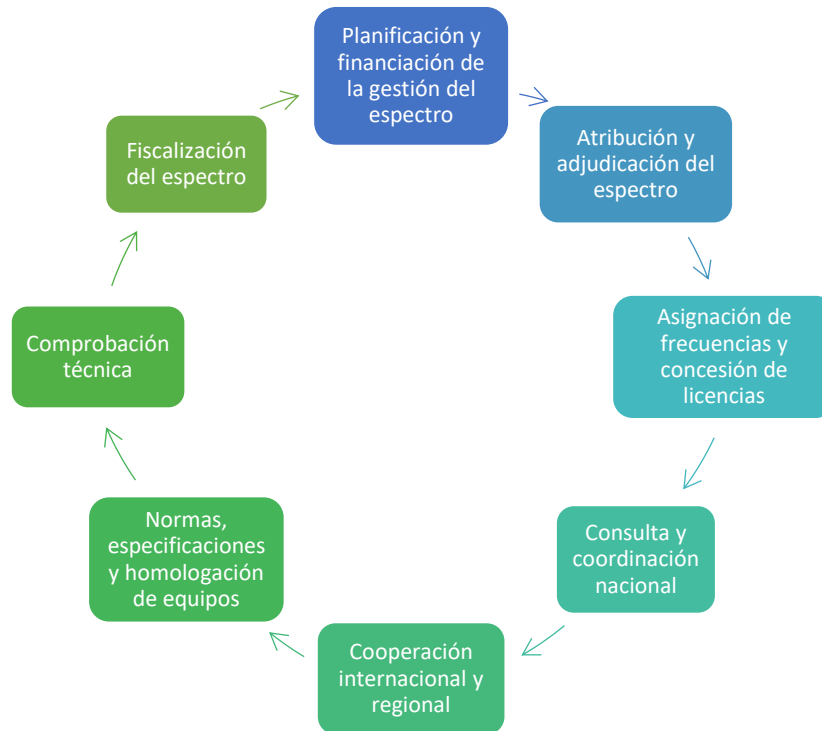 Planificación y
financiación de
la gestión del
espectro
Atribución y
adjudicación del
espectro
Asignación de
frecuencias y
concesión de
licencias
Consulta y
coordinación
nacional
Cooperación
internacional y
regional
Normas,
especificaciones
y homologación
de equipos
Comprobación
técnica
Fiscalización
del espectro